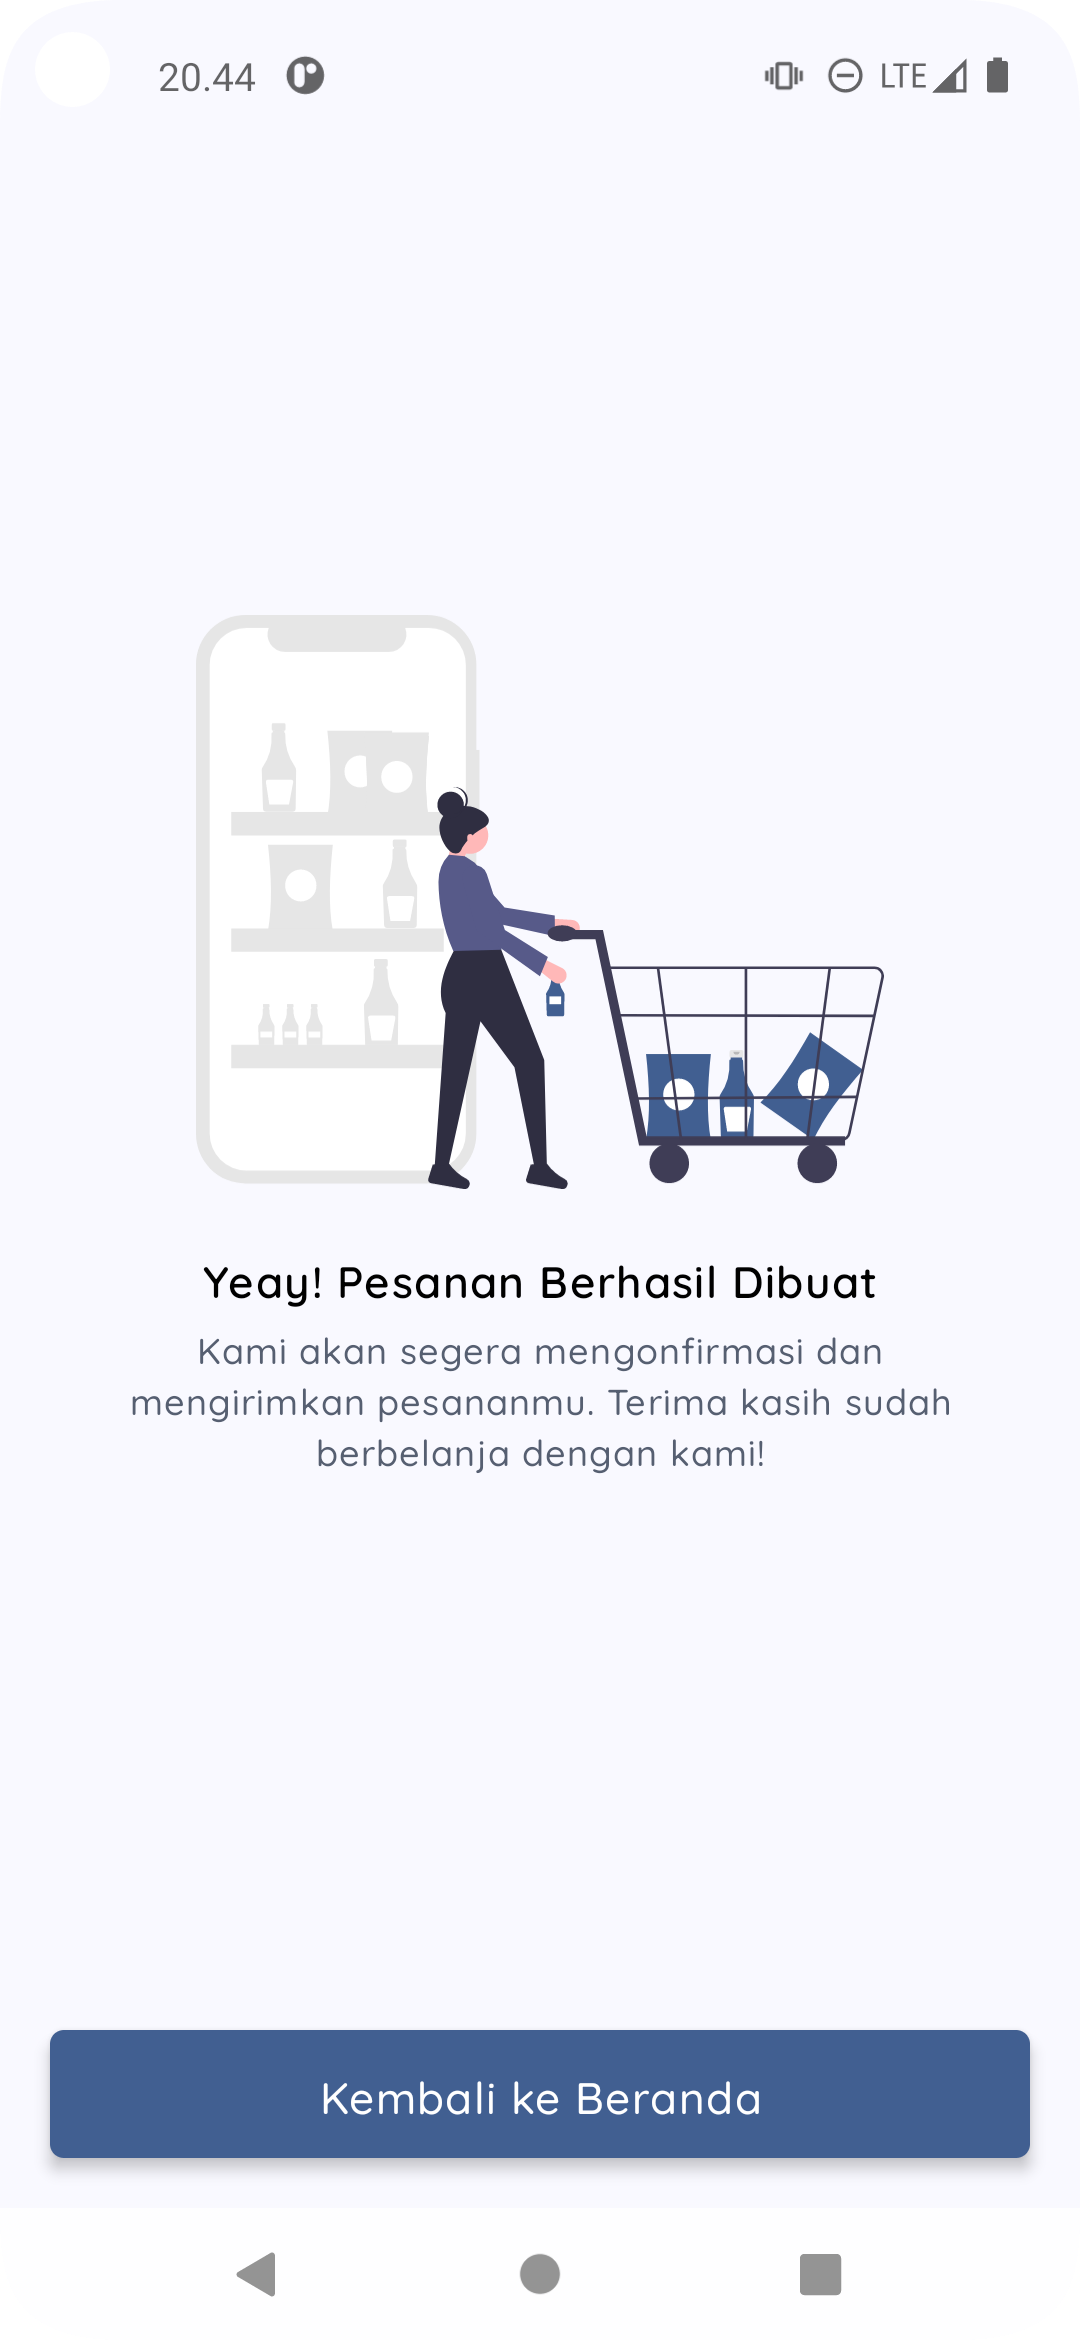 20.44
LTE
Yeay! Pesanan Berhasil Dibuat
Kami akan segera mengonfirmasi dan
mengirimkan pesananmu. Terima kasih sudah
berbelanja dengan kami!
Kembali ke Beranda